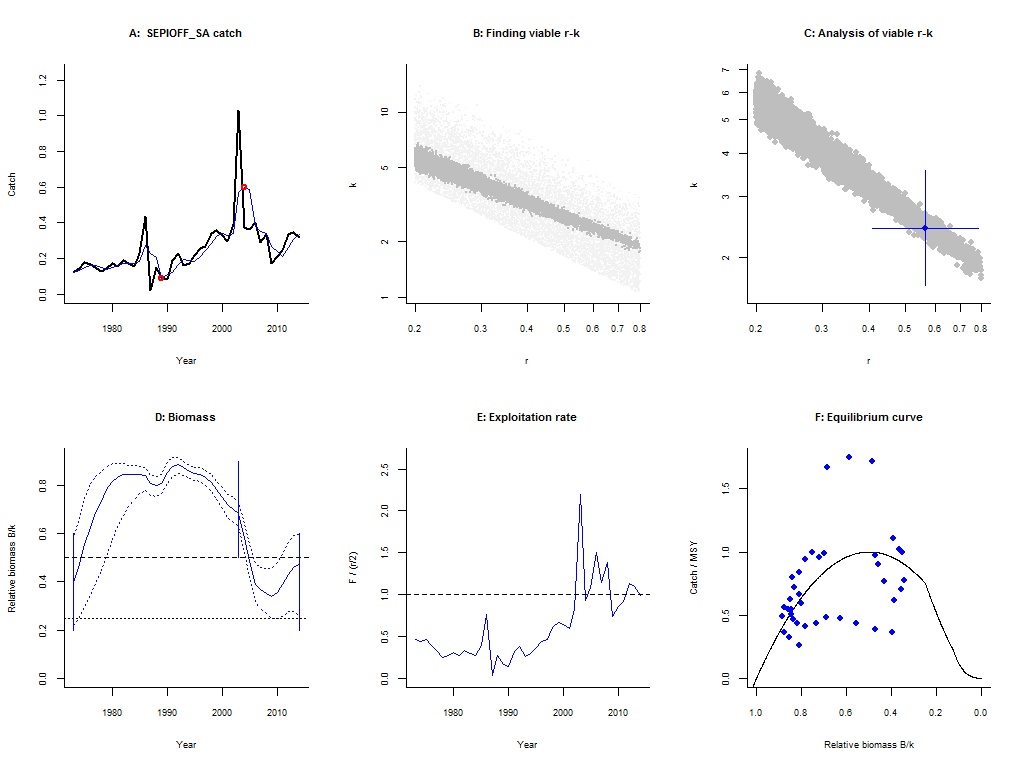 A:  SEPIOFF_SA catch
Catch
0.0 0.2 0.4 0.6 0.8 1.0 1.2
1980 1990 2000 2010
Year
B: Finding viable r-k
k
1 2 5 10
0.2 0.3 0.4 0.5 0.6 0.7 0.8
r
C: Analysis of viable r-k
k
2 3 4 5 6 7
0.2 0.3 0.4 0.5 0.6 0.7 0.8
r
D: Biomass
Relative biomass B/k
0.0 0.2 0.4 0.6 0.8
1980 1990 2000 2010
Year
E: Exploitation rate
F / (r/2)
0.0 0.5 1.0 1.5 2.0 2.5
1980 1990 2000 2010
Year
F: Equilibrium curve
Catch / MSY
0.0 0.5 1.0 1.5
1.0 0.8 0.6 0.4 0.2 0.0
Relative biomass B/k